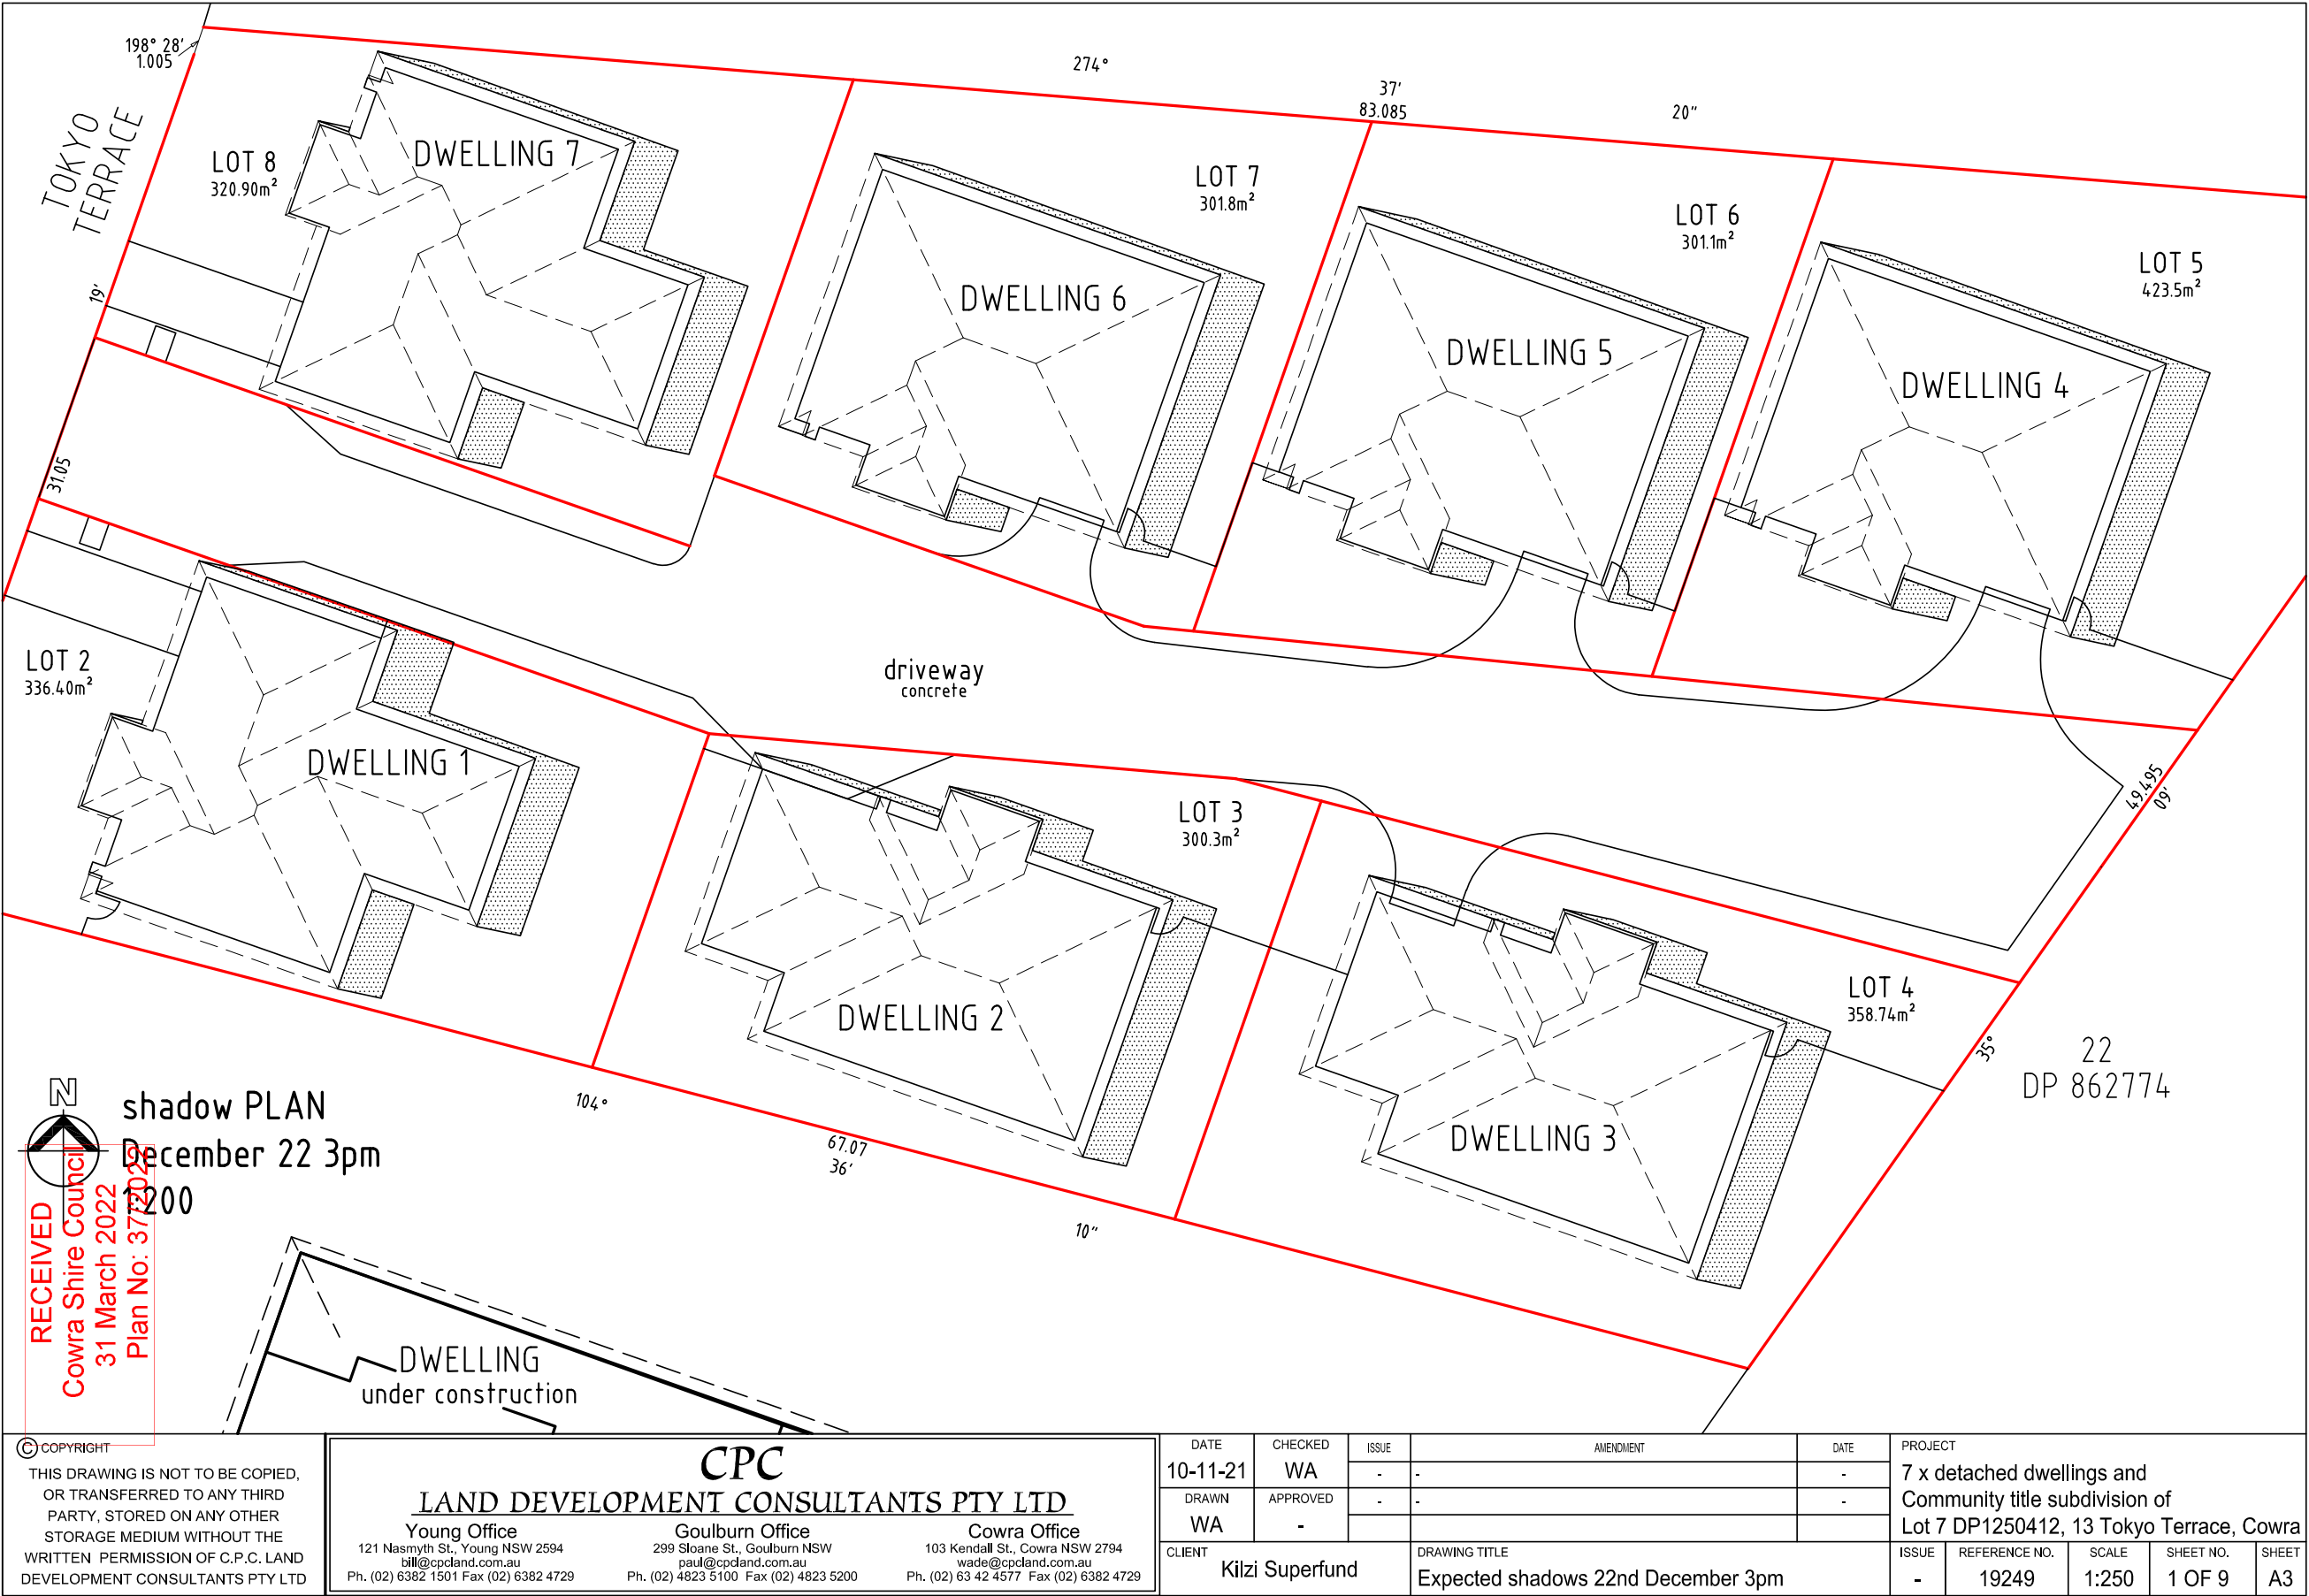 198° 28'
1.005
274°
37'
83.085
20"
TOKYO
TERRACE
LOT 8
320.90m²
DWELLING 7
LOT 7
301.8m²
LOT 6
301.1m²
LOT 5
423.5m²
DWELLING 6
DWELLING 5
DWELLING 4
19'
31.05
LOT 2
336.40m²
driveway
concrete
DWELLING 1
LOT 3
300.3m²
49.495
09'
DWELLING 2
LOT 4
358.74m²
DWELLING 3
35°
22
DP 862774
104°
67.07
36'
10"
N
shadow PLAN
December 22 3pm
1:200
RECEIVED
Cowra Shire Council
31 March 2022
Plan No: 37/2022
DWELLING
under construction
© COPYRIGHT
THIS DRAWING IS NOT TO BE COPIED,
OR TRANSFERRED TO ANY THIRD
PARTY, STORED ON ANY OTHER
STORAGE MEDIUM WITHOUT THE
WRITTEN PERMISSION OF C.P.C. LAND
DEVELOPMENT CONSULTANTS PTY LTD
CPC
LAND DEVELOPMENT CONSULTANTS PTY LTD
Young Office
121 Nasmyth St., Young NSW 2594
bill@cpcland.com.au
Ph. (02) 6382 1501 Fax (02) 6382 4729
Goulburn Office
299 Sloane St., Goulburn NSW
paul@cpcland.com.au
Ph. (02) 4823 5100 Fax (02) 4823 5200
Cowra Office
103 Kendall St., Cowra NSW 2794
wade@cpcland.com.au
Ph. (02) 63 42 4577 Fax (02) 6382 4729
DATE CHECKED ISSUE AMENDMENT DATE
10-11-21 WA - - -
DRAWN APPROVED - - -
WA -
CLIENT
Kilzi Superfund
DRAWING TITLE
Expected shadows 22nd December 3pm
PROJECT
7 x detached dwellings and
Community title subdivision of
Lot 7 DP1250412, 13 Tokyo Terrace, Cowra
ISSUE REFERENCE NO. SCALE SHEET NO. SHEET
- 19249 1:250 1 OF 9 A3